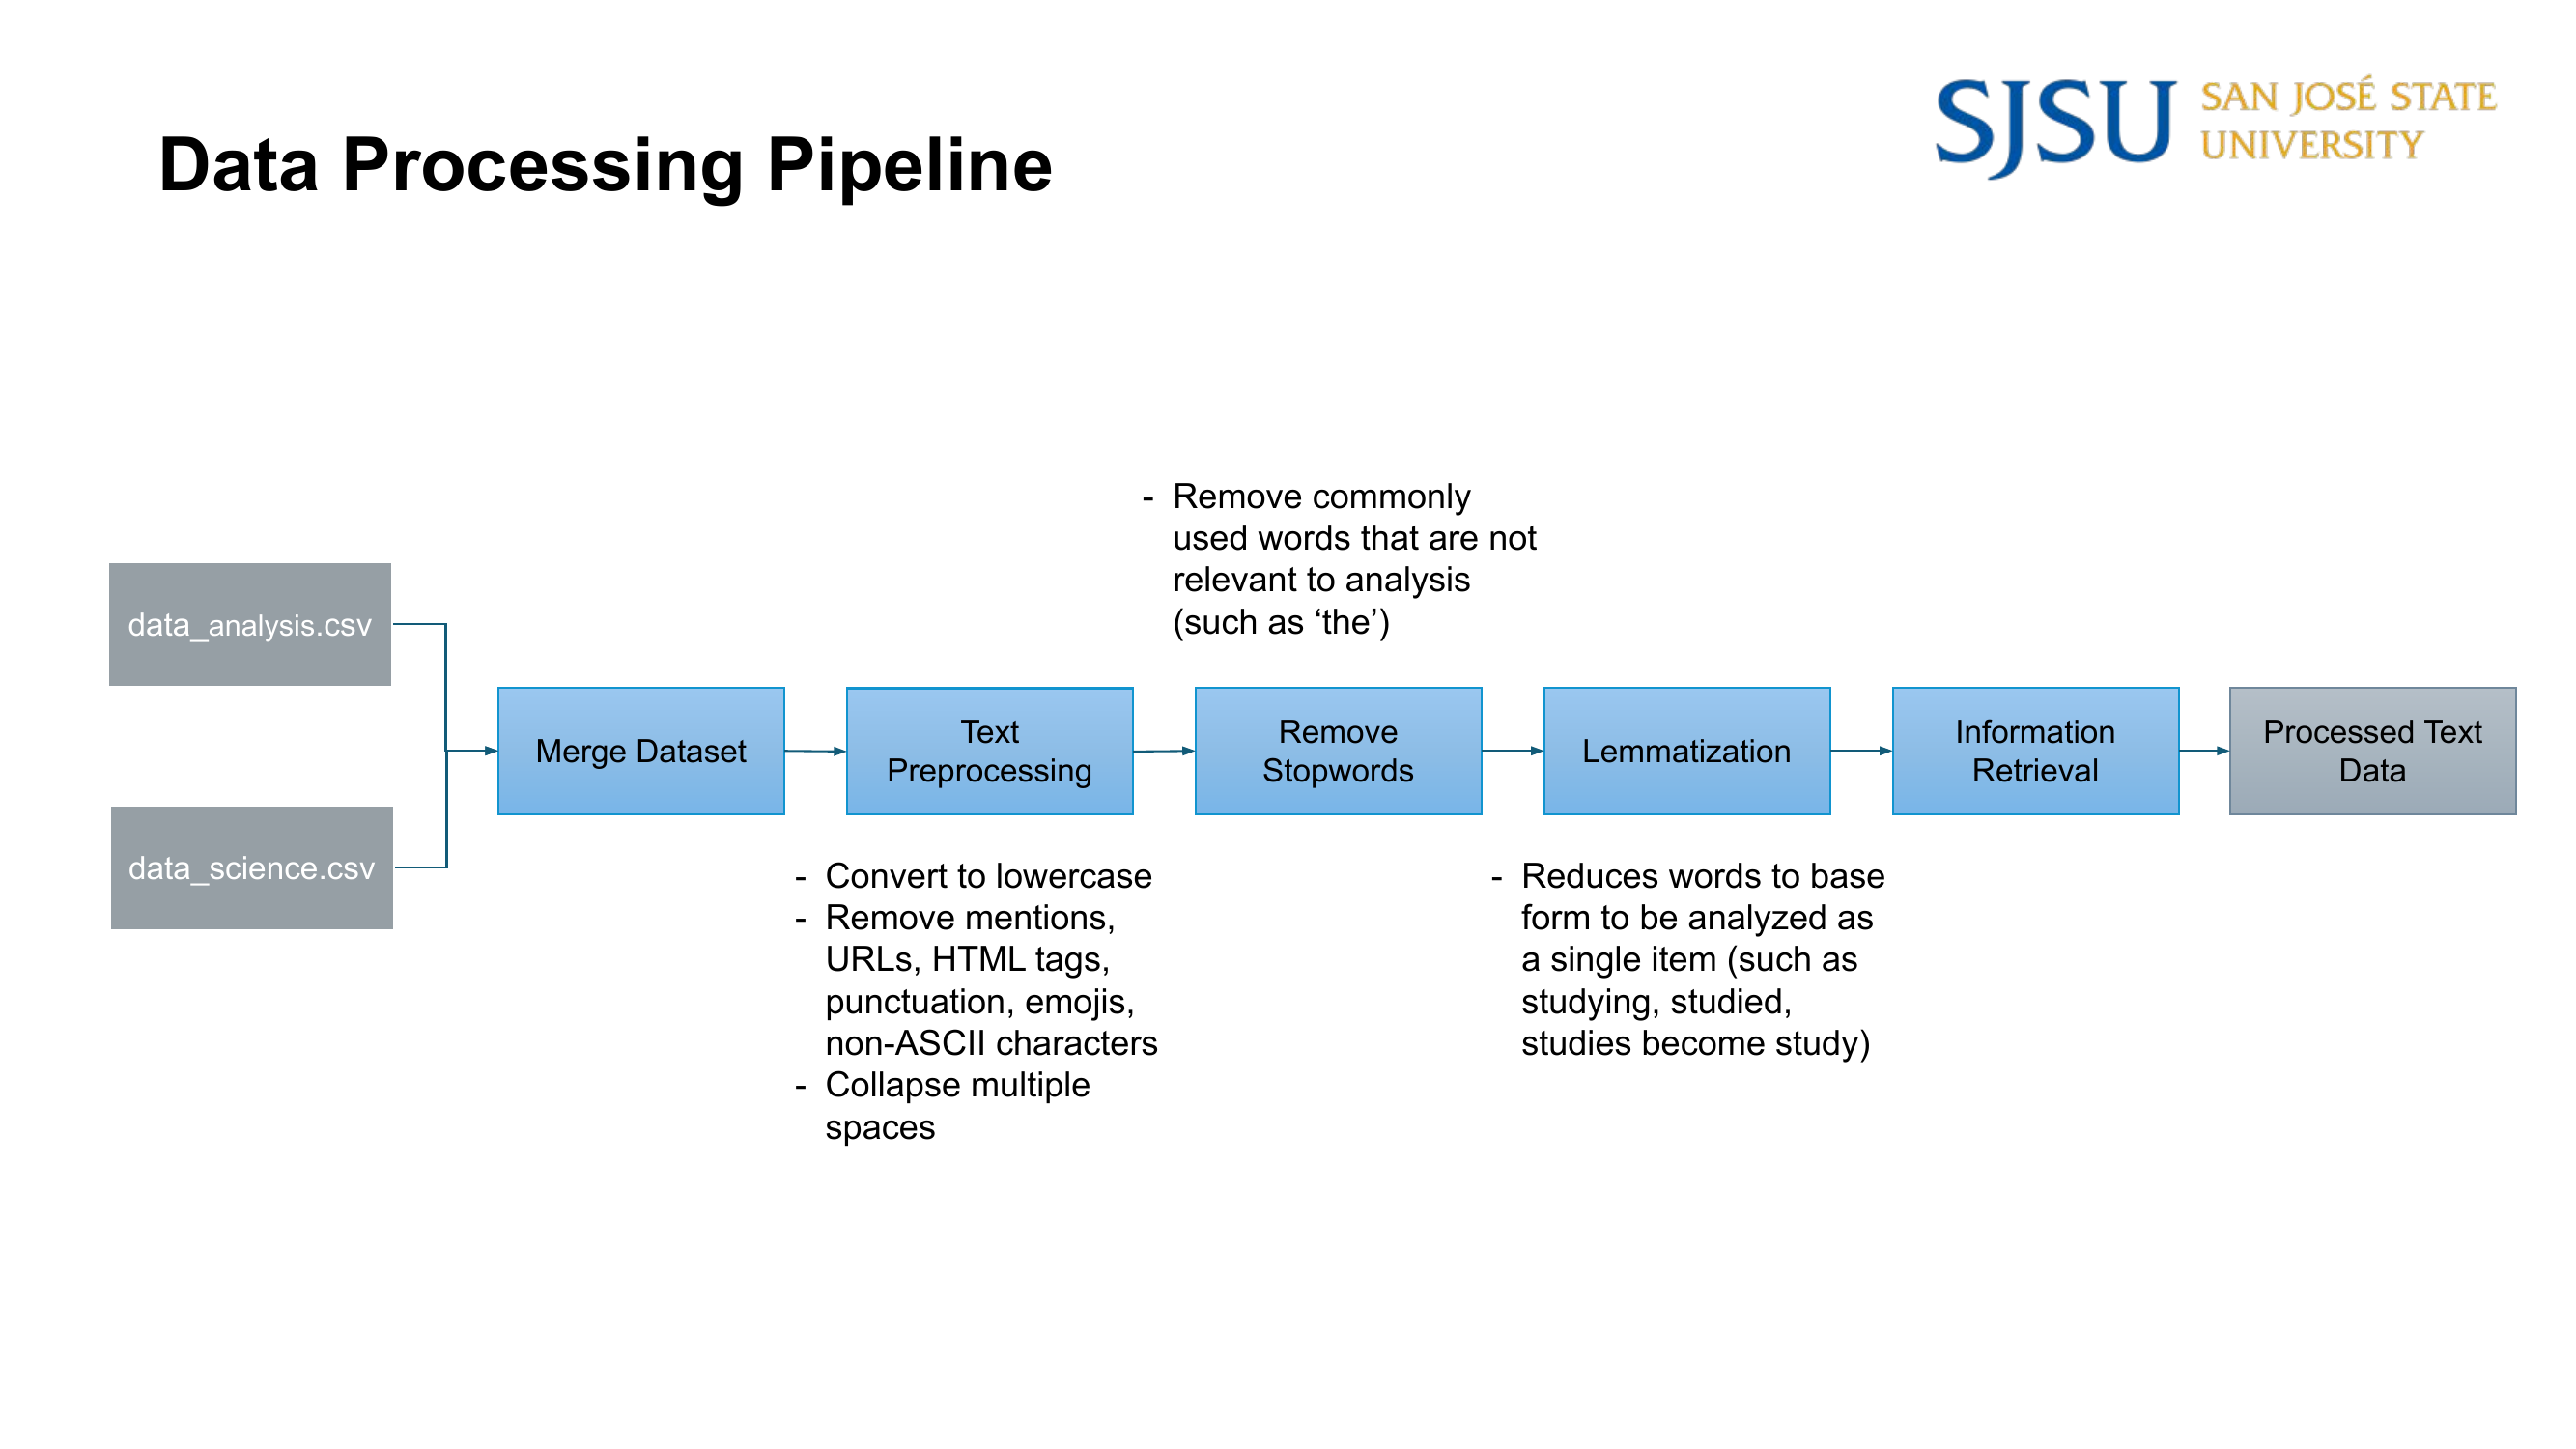 Data Processing Pipeline
SJSU SAN JOSÉ STATE
UNIVERSITY
- Remove commonly
used words that are not
relevant to analysis
(such as ‘the’)
data_analysis.csv
data_science.csv
Merge Dataset
Text
Preprocessing
Remove
Stopwords
Lemmatization
Information
Retrieval
Processed Text
Data
- Convert to lowercase
- Remove mentions,
URLs, HTML tags,
punctuation, emojis,
non-ASCII characters
- Collapse multiple
spaces
- Reduces words to base
form to be analyzed as
a single item (such as
studying, studied,
studies become study)